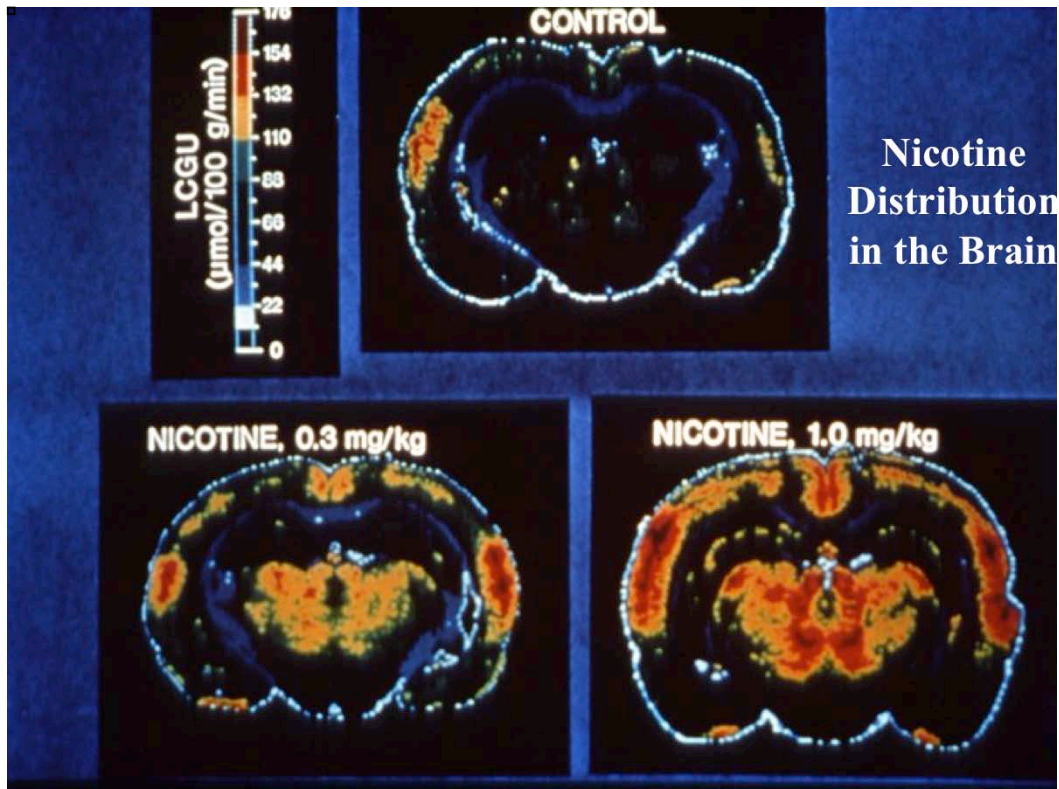 CONTROL
176
154
132
110
88
66
44
22
0
LCGU
(µmol/100 g/min)
Nicotine
Distribution
in the Brain
NICOTINE, 0.3 mg/kg
NICOTINE, 1.0 mg/kg